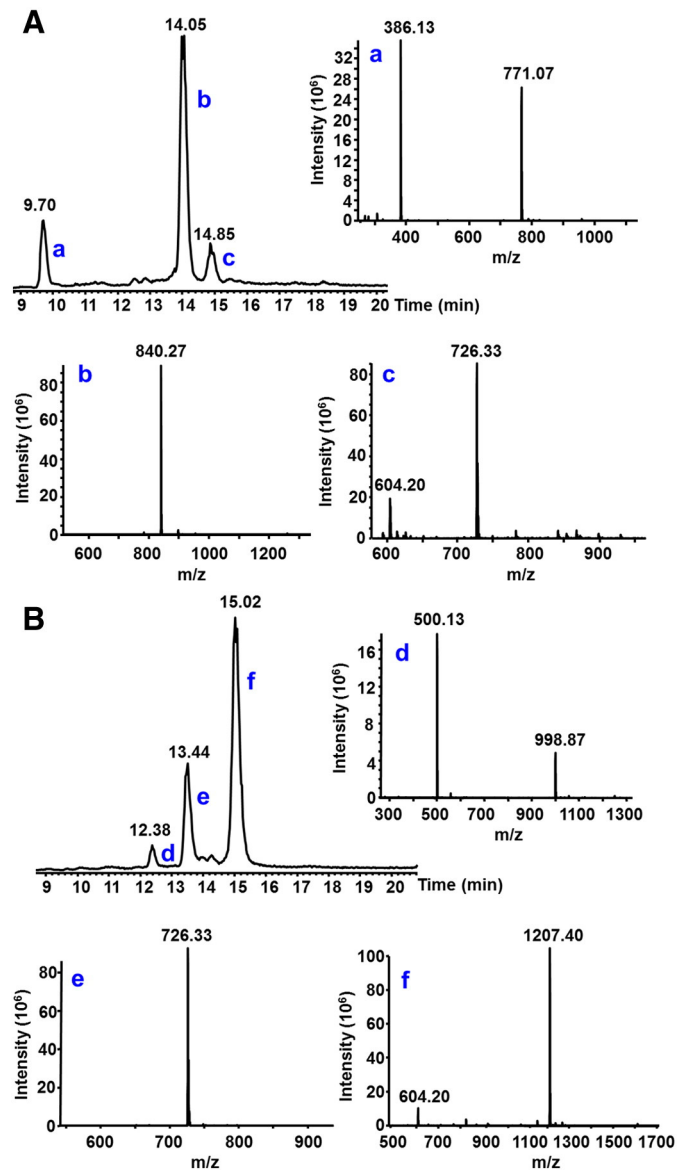 A
14.05
b
9.70
a
14.85
c
9 10 11 12 13 14 15 16 17 18 19 20 Time (min)
386.13
a
771.07
Intensity (10⁶)
32
28
24
20
16
12
8
4
0
400 600 800 1000
m/z
840.27
b
Intensity (10⁶)
80
60
40
20
0
600 800 1000 1200
m/z
726.33
c
604.20
Intensity (10⁶)
80
60
40
20
0
600 700 800 900
m/z
B
15.02
f
13.44
e
12.38
d
9 10 11 12 13 14 15 16 17 18 19 20 Time (min)
500.13
d
998.87
Intensity (10⁶)
16
12
8
4
0
300 500 700 900 1100 1300
m/z
726.33
e
Intensity (10⁶)
80
60
40
20
0
600 700 800
m/z
1207.40
f
604.20
Intensity (10⁶)
100
80
60
40
20
0
500 700 900 1100 1300 1500 1700
m/z